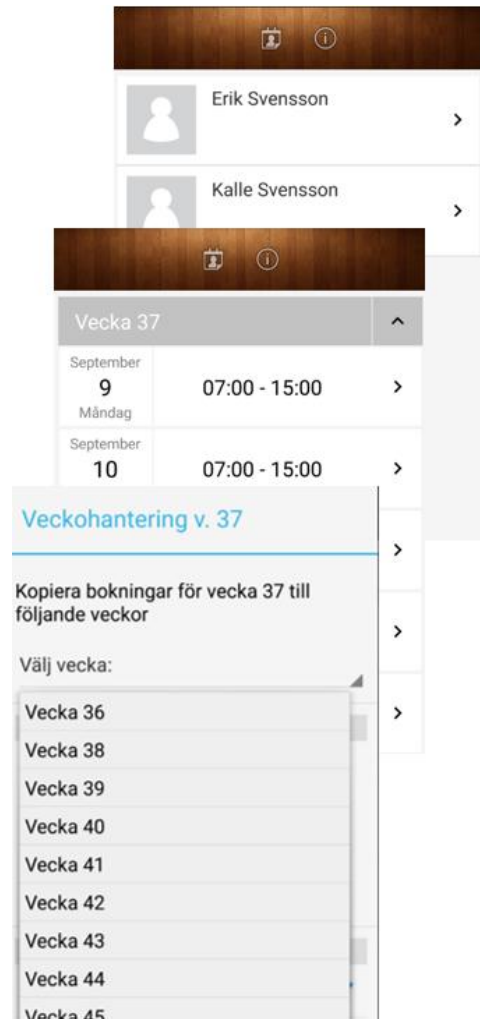 Erik Svensson
Kalle Svensson
Vecka 37
September
9
Måndag
07:00 - 15:00
September
10
07:00 - 15:00
Veckohantering v. 37
Kopiera bokningar för vecka 37 till
följande veckor
Välj vecka:
Vecka 36
Vecka 38
Vecka 39
Vecka 40
Vecka 41
Vecka 42
Vecka 43
Vecka 44
Vecka 45